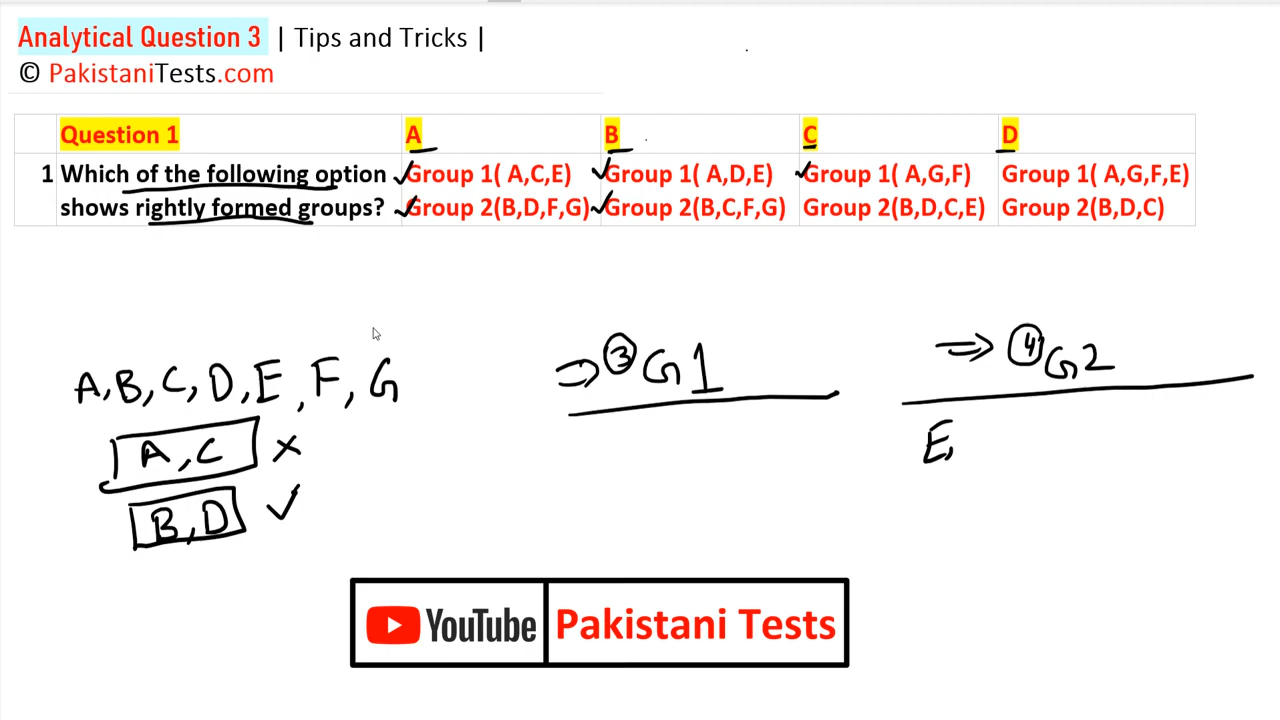 Analytical Question 3 | Tips and Tricks |
© PakistaniTests.com
Question 1 A B C D
1 Which of the following option Group 1( A,C,E) Group 1( A,D,E) Group 1( A,G,F) Group 1( A,G,F,E)
shows rightly formed groups? Group 2(B,D,F,G) Group 2(B,C,F,G) Group 2(B,D,C,E) Group 2(B,D,C)
A, B, C, D, E, F, G ⇒ 3 G1 ⇒ 4 G2
A, C × E,
B, D ✓
YouTube Pakistani Tests